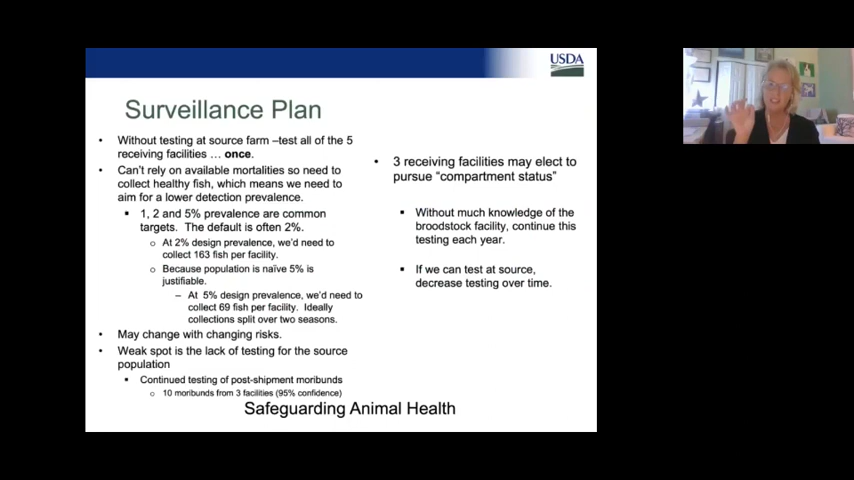 USDA
Surveillance Plan
• Without testing at source farm –test all of the 5
receiving facilities … once.
• Can't rely on available mortalities so need to
collect healthy fish, which means we need to
aim for a lower detection prevalence.
▪ 1, 2 and 5% prevalence are common
targets. The default is often 2%.
○ At 2% design prevalence, we'd need to
collect 163 fish per facility.
○ Because population is naïve 5% is
justifiable.
– At 5% design prevalence, we'd need to
collect 69 fish per facility. Ideally
collections split over two seasons.
• May change with changing risks.
• Weak spot is the lack of testing for the source
population
▪ Continued testing of post-shipment moribunds
○ 10 moribunds from 3 facilities (95% confidence)
• 3 receiving facilities may elect to
pursue "compartment status"
▪ Without much knowledge of the
broodstock facility, continue this
testing each year.
▪ If we can test at source,
decrease testing over time.
Safeguarding Animal Health